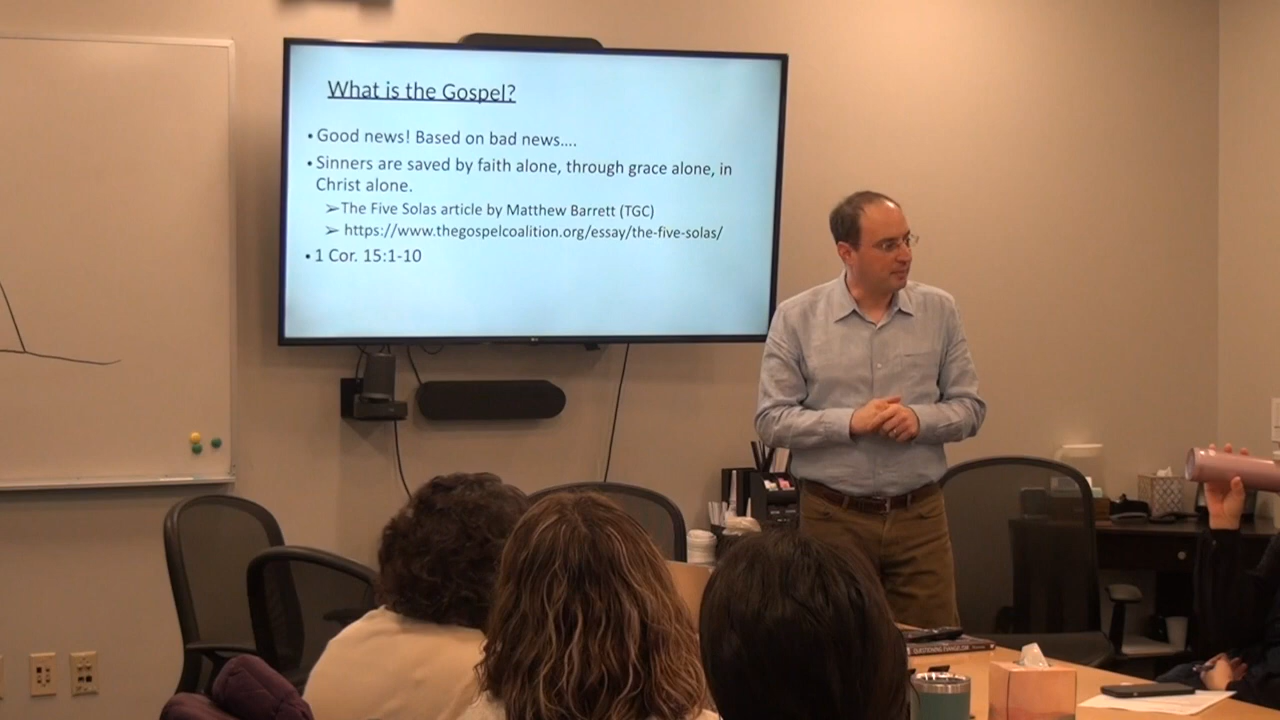 What is the Gospel?
• Good news! Based on bad news....
• Sinners are saved by faith alone, through grace alone, in
Christ alone.
➢The Five Solas article by Matthew Barrett (TGC)
➢ https://www.thegospelcoalition.org/essay/the-five-solas/
• 1 Cor. 15:1-10
QUESTIONING EVANGELISM